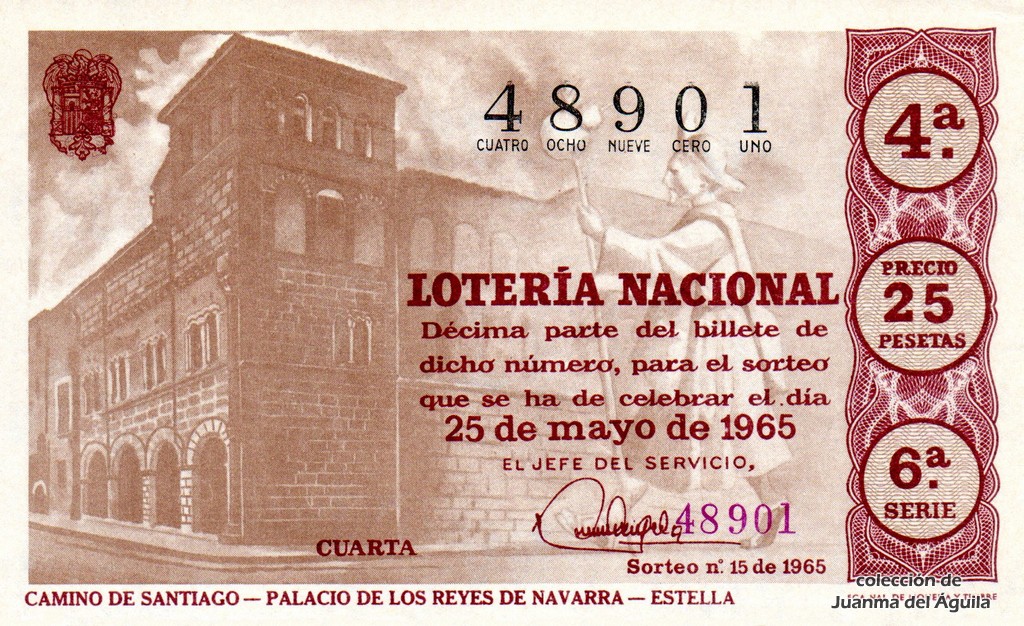 48901
CUATRO OCHO NUEVE CERO UNO
4.ª
LOTERÍA NACIONAL
Décima parte del billete de
dicho número, para el sorteo
que se ha de celebrar el día
25 de mayo de 1965
EL JEFE DEL SERVICIO,
48901
CUARTA
Sorteo n.º 15 de 1965
PRECIO
25
PESETAS
6.ª
SERIE
CAMINO DE SANTIAGO — PALACIO DE LOS REYES DE NAVARRA — ESTELLA
colección de
Juanma del Águila